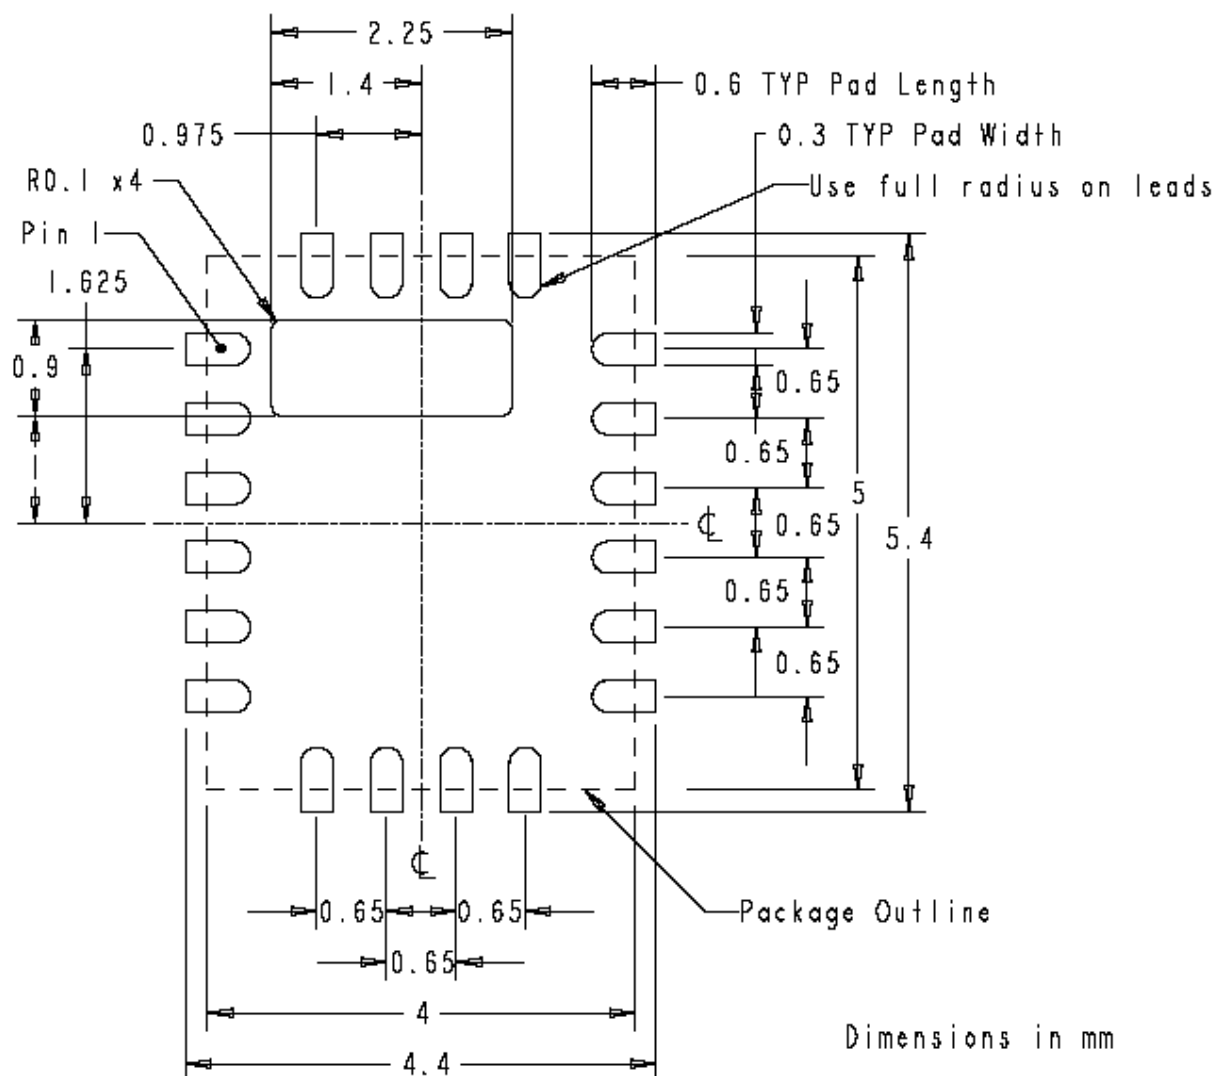 2.25
1.4
0.6 TYP Pad Length
0.975
0.3 TYP Pad Width
R0.1 x4
Use full radius on leads
Pin 1
1.625
0.9
0.65
0.65
5
0.65
5.4
0.65
0.65
0.65
0.65
Package Outline
0.65
4
Dimensions in mm
4.4